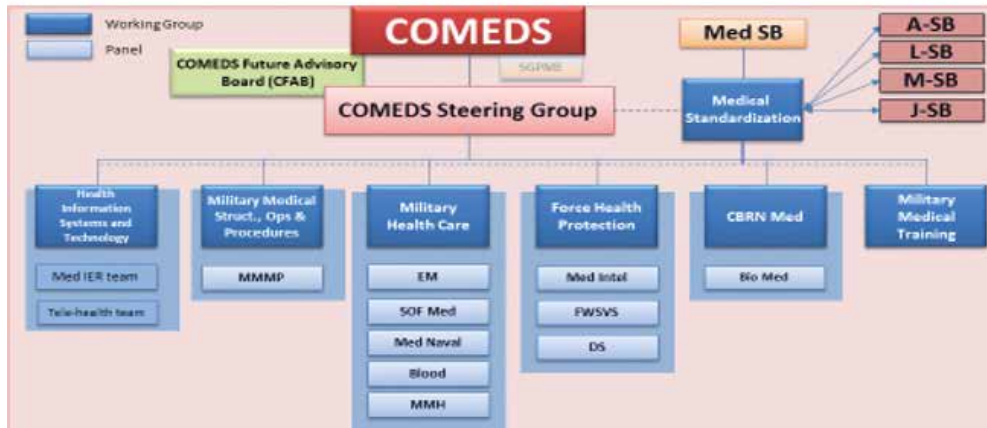 Working Group
Panel
COMEDS
COMEDS Future Advisory
Board (CFAB)
SGPME
COMEDS Steering Group
Med SB
Medical
Standardization
A-SB
L-SB
M-SB
J-SB
Health
Information
Systems and
Technology
Med IER team
Tele-health team
Military Medical
Struct., Ops &
Procedures
MMMP
Military
Health Care
EM
SOF Med
Med Naval
Blood
MMH
Force Health
Protection
Med Intel
FWSVS
DS
CBRN Med
Bio Med
Military
Medical
Training